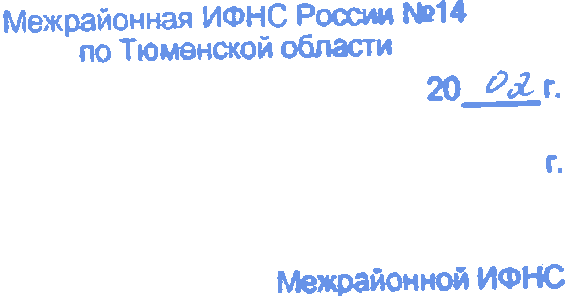 Межрайонная ИФНС России №14
по Тюменской области
20 02 г.
г.
Межрайонной ИФНС